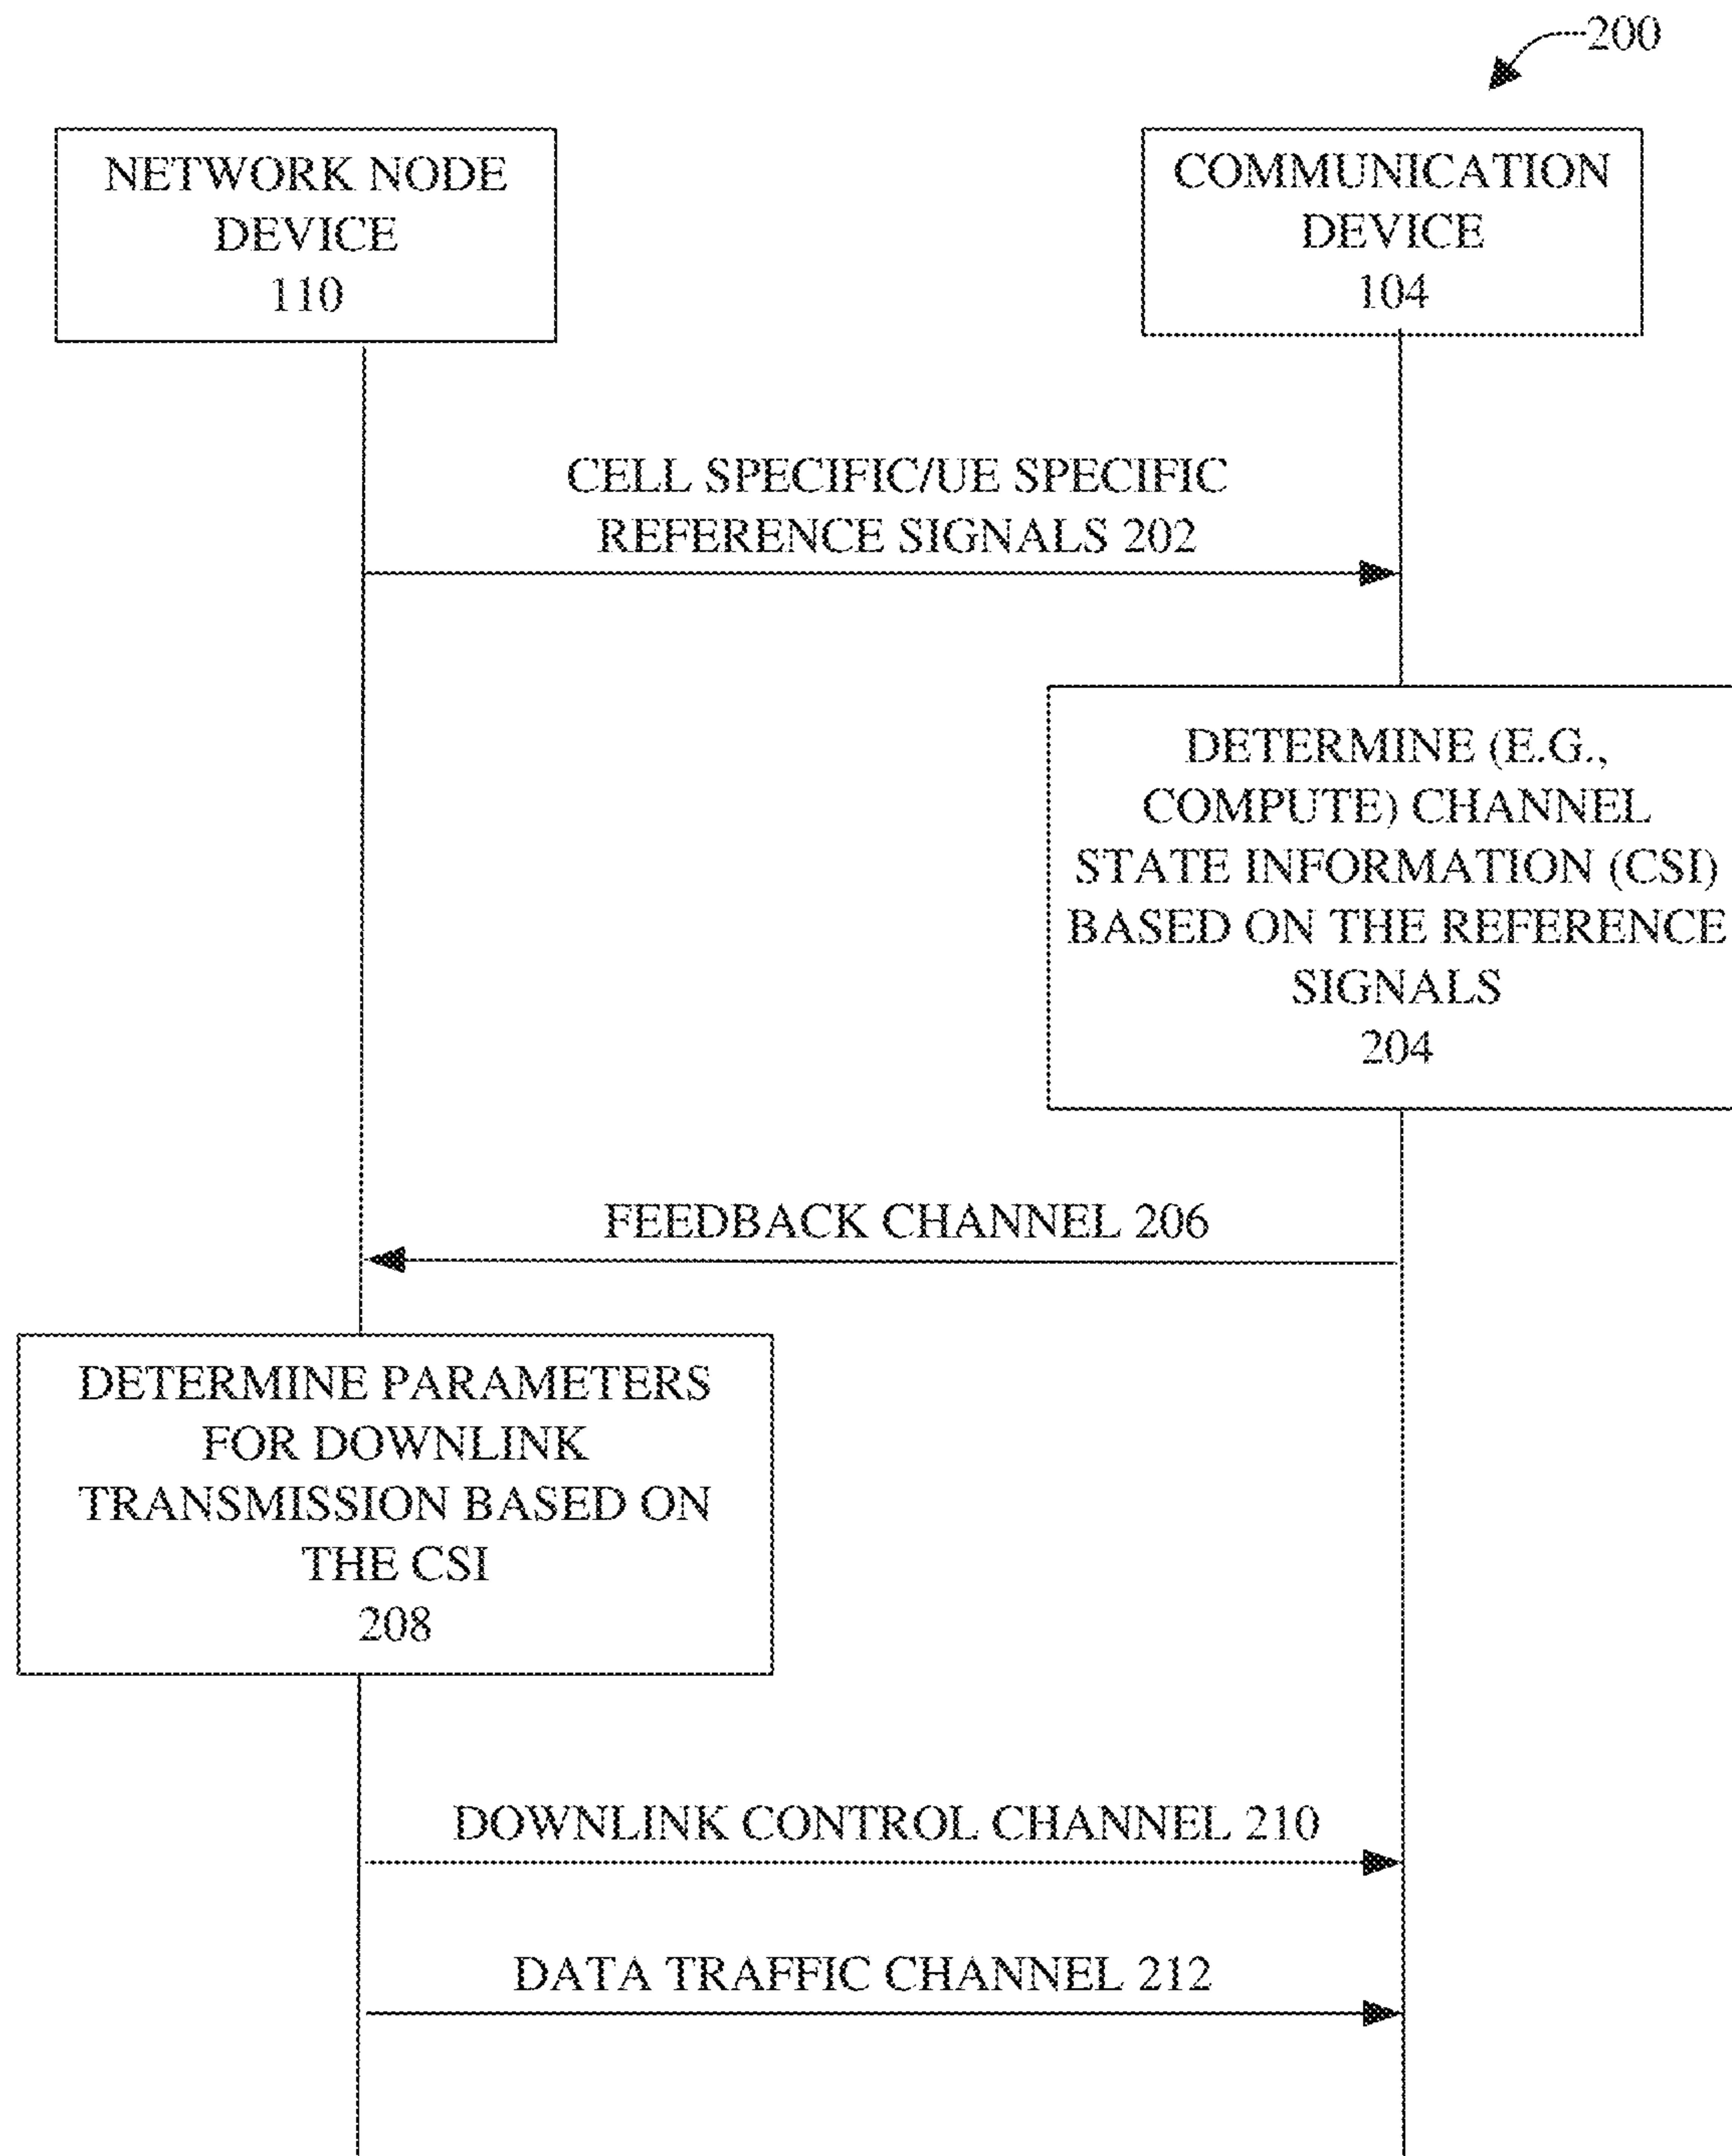 200
NETWORK NODE
DEVICE
110
COMMUNICATION
DEVICE
104
CELL SPECIFIC/UE SPECIFIC
REFERENCE SIGNALS 202
DETERMINE (E.G.,
COMPUTE) CHANNEL
STATE INFORMATION (CSI)
BASED ON THE REFERENCE
SIGNALS
204
FEEDBACK CHANNEL 206
DETERMINE PARAMETERS
FOR DOWNLINK
TRANSMISSION BASED ON
THE CSI
208
DOWNLINK CONTROL CHANNEL 210
DATA TRAFFIC CHANNEL 212